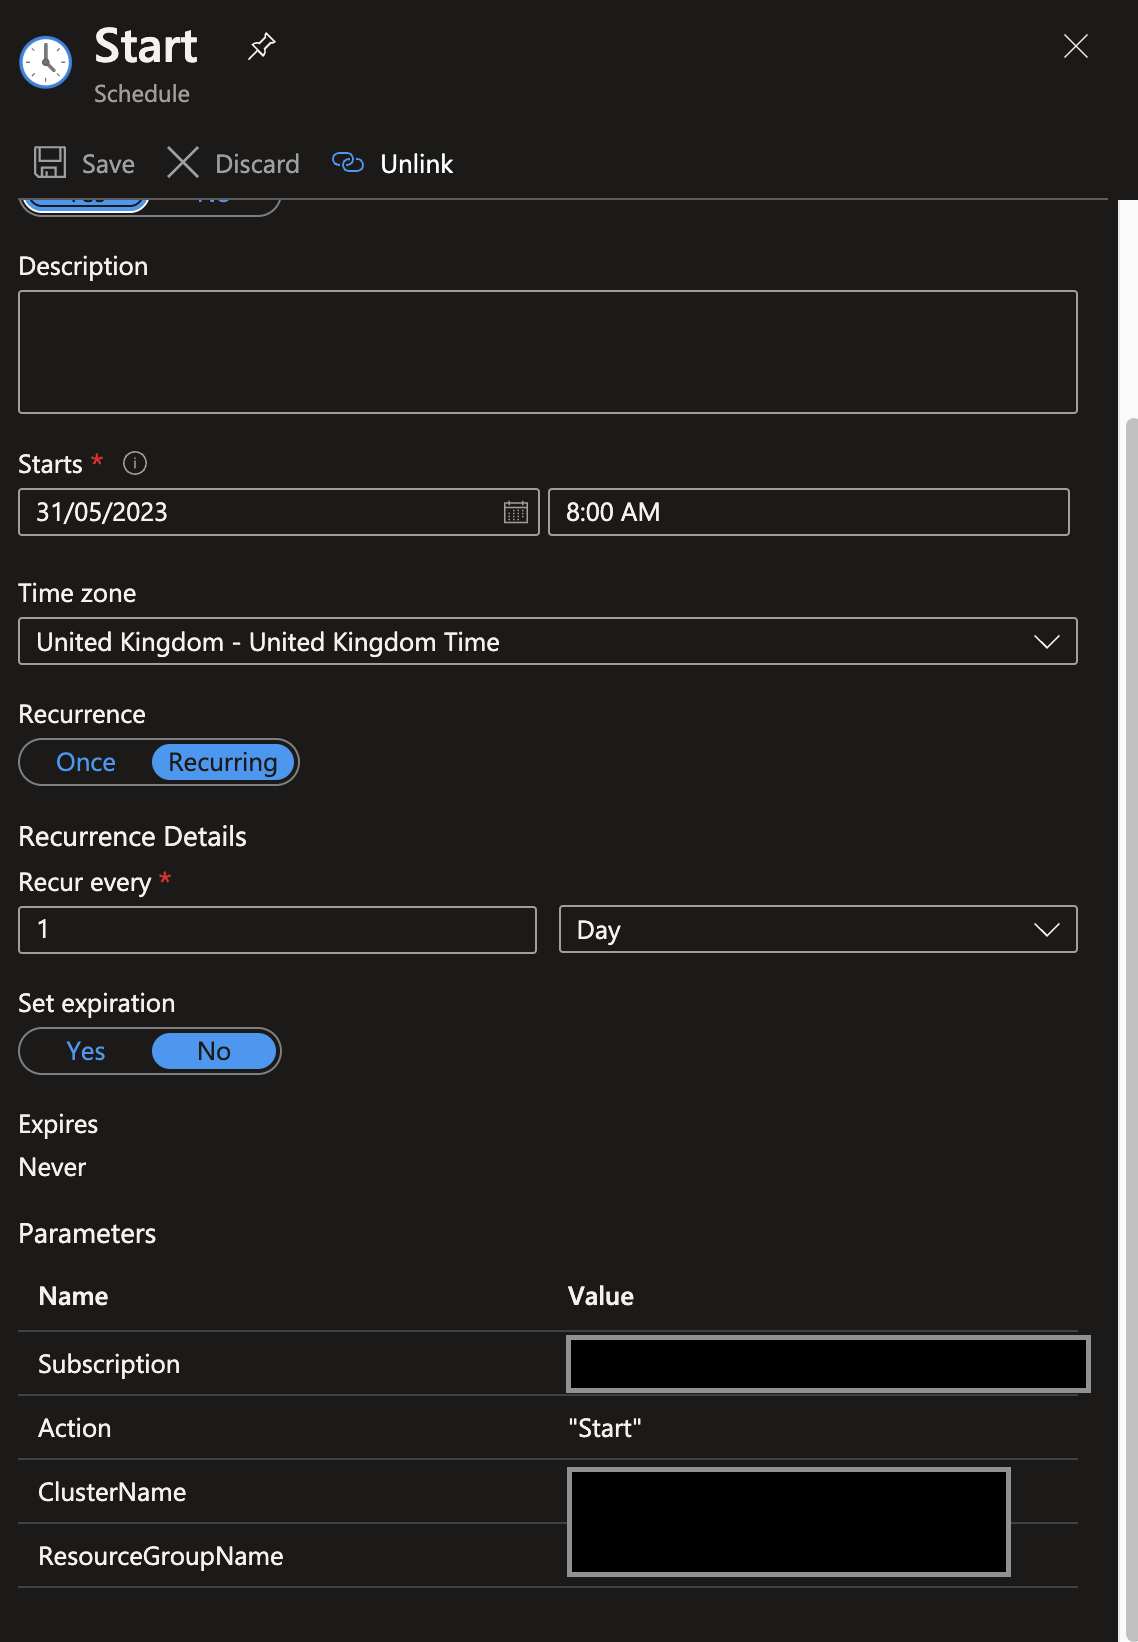 Start
Schedule
Save Discard Unlink
Description
Starts *
31/05/2023 8:00 AM
Time zone
United Kingdom - United Kingdom Time
Recurrence
Once Recurring
Recurrence Details
Recur every *
1 Day
Set expiration
Yes No
Expires
Never
Parameters
Name Value
Subscription
Action "Start"
ClusterName
ResourceGroupName